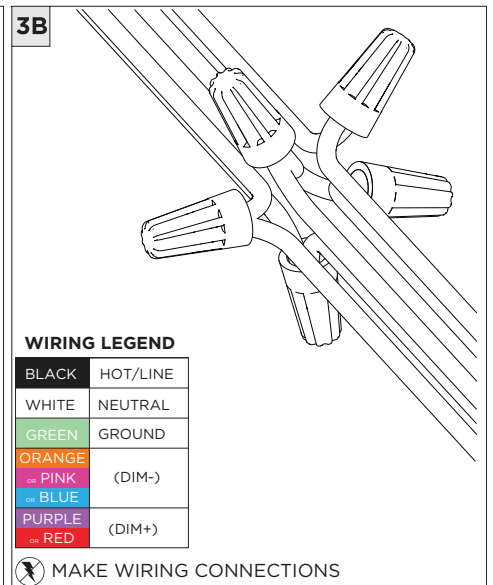 3B
WIRING LEGEND
BLACK HOT/LINE
WHITE NEUTRAL
GREEN GROUND
ORANGE
OR PINK (DIM-)
OR BLUE
PURPLE
OR RED (DIM+)
MAKE WIRING CONNECTIONS